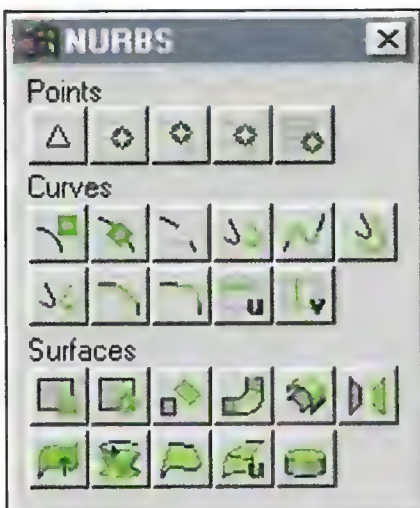 NURBS
Points
Curves
u v
Surfaces
u